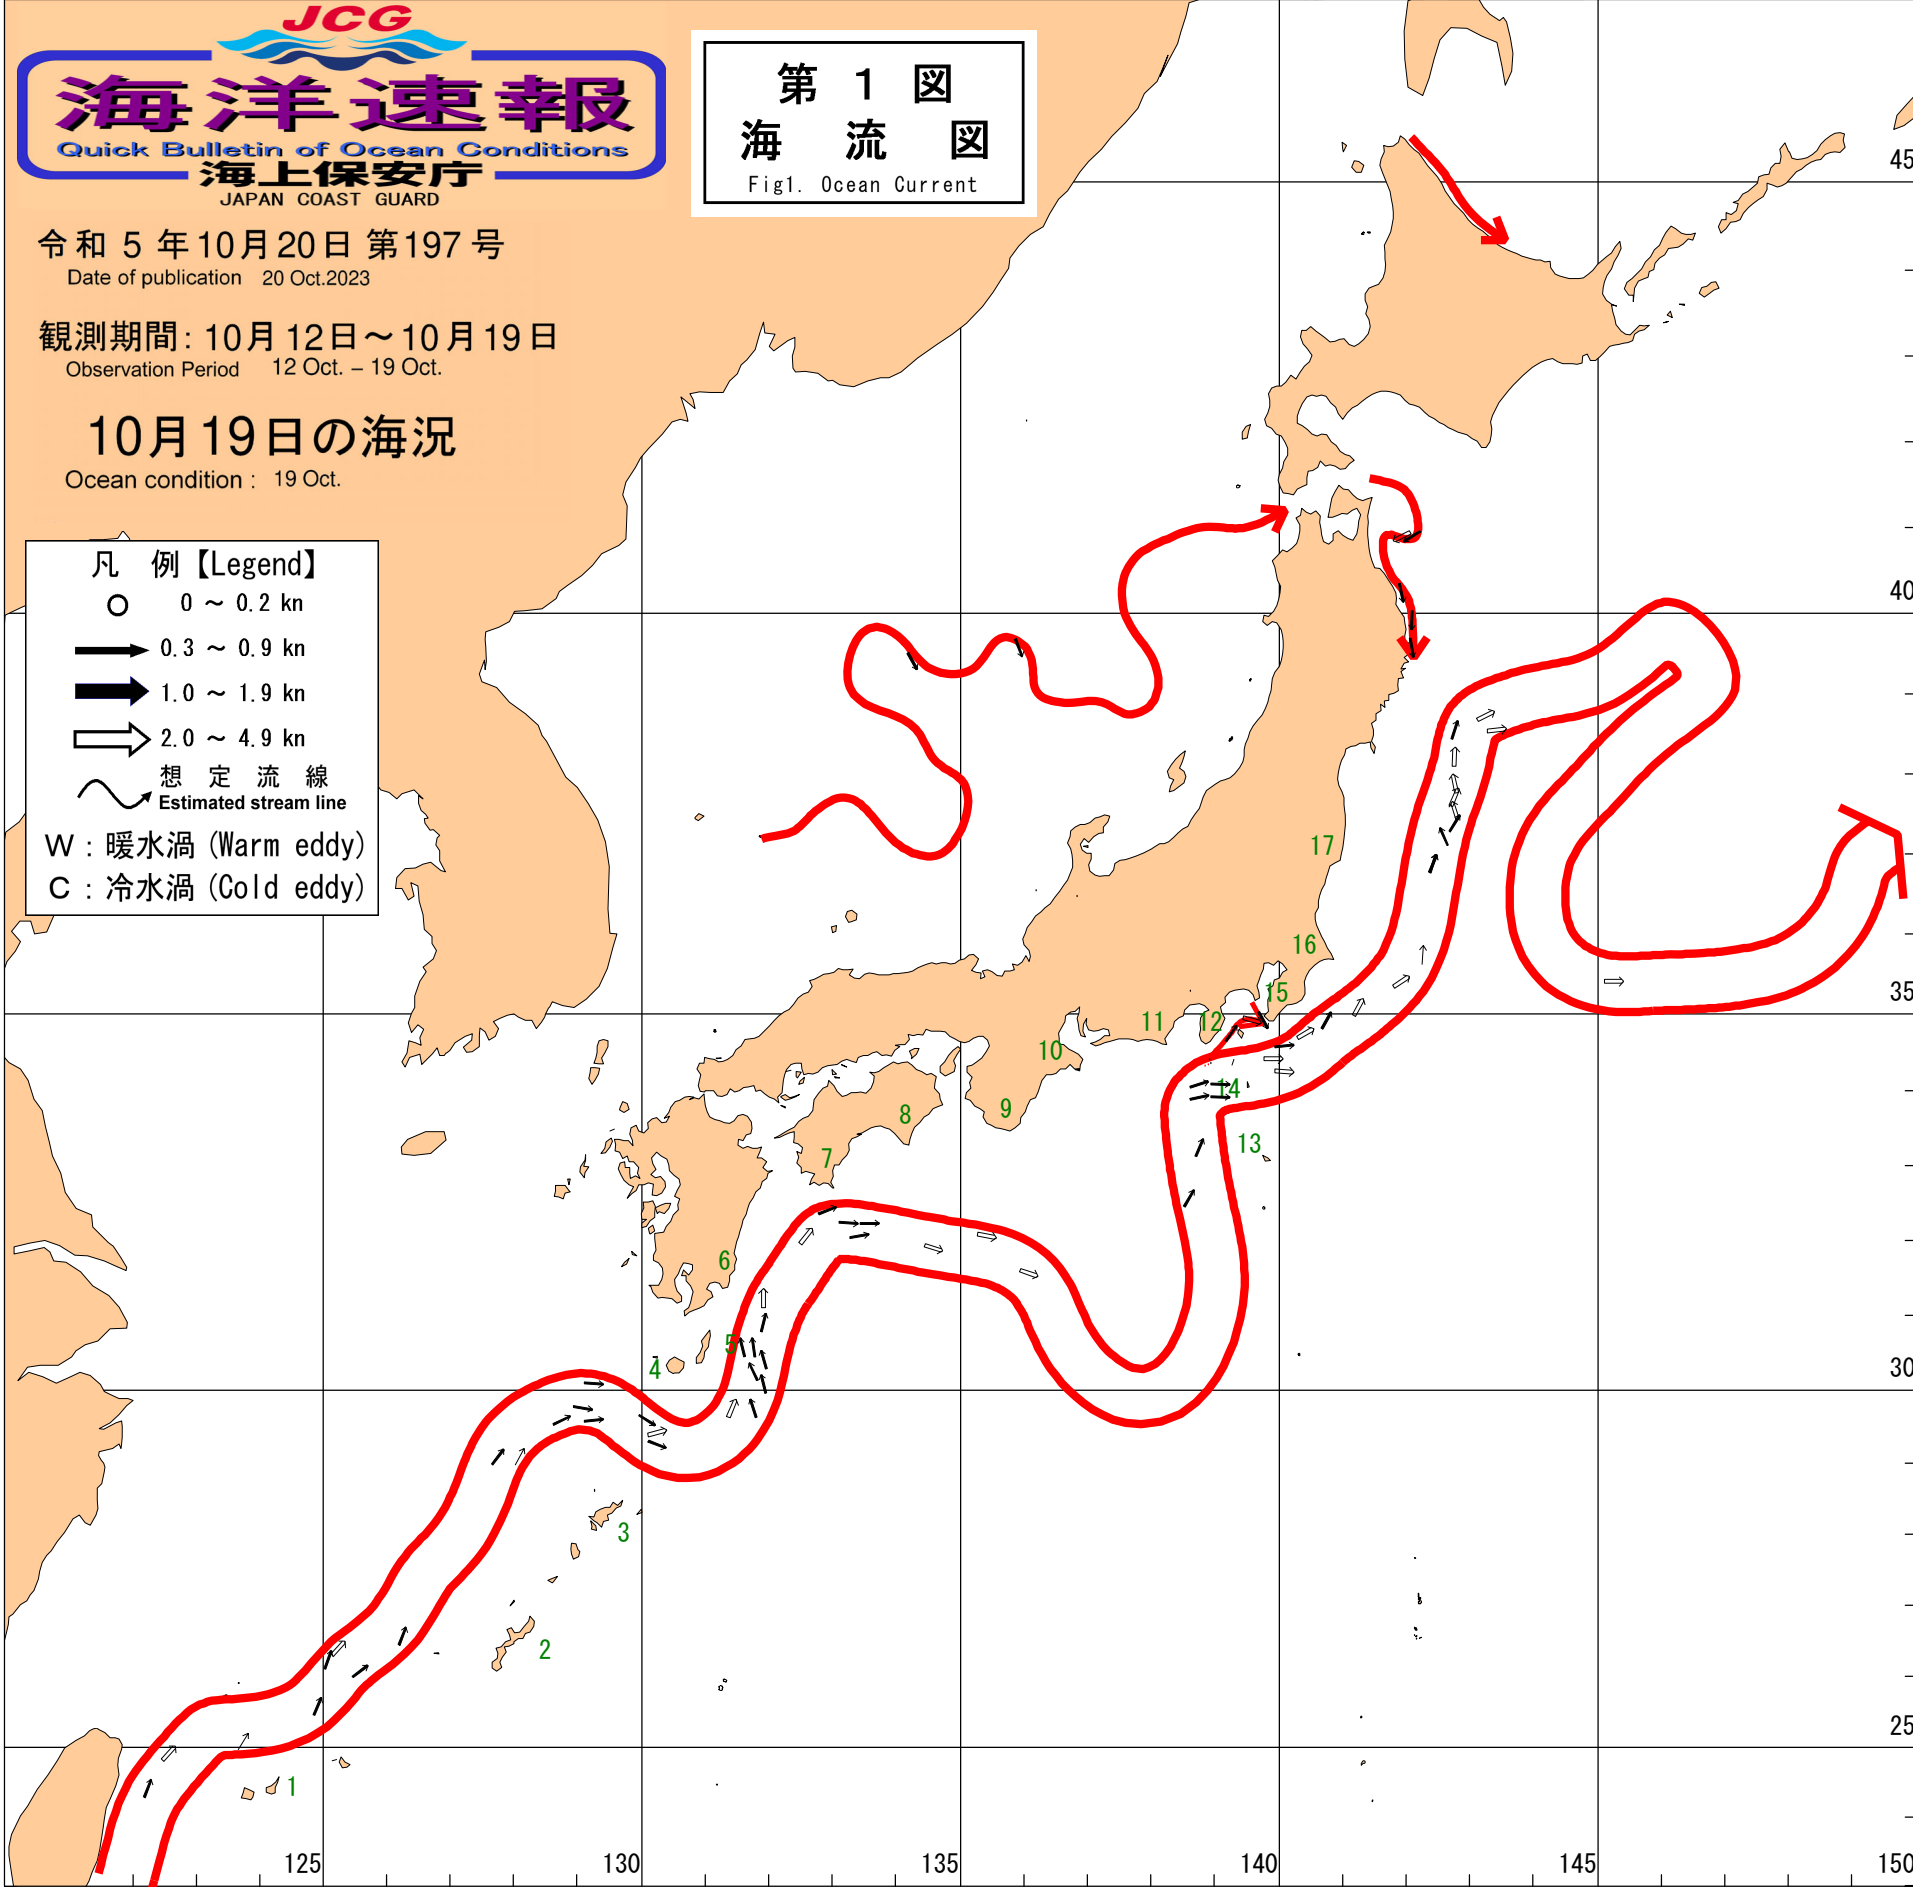 JCG
海洋速報
Quick Bulletin of Ocean Conditions
海上保安庁
JAPAN COAST GUARD
第 1 図
海 流 図
Fig1. Ocean Current
令和 5 年10月20日 第197 号
Date of publication 20 Oct.2023
観測期間: 10月12日～10月19日
Observation Period 12 Oct. – 19 Oct.
10月19日の海況
Ocean condition : 19 Oct.
凡 例【Legend】
0 ～ 0.2 kn
0.3 ～ 0.9 kn
1.0 ～ 1.9 kn
2.0 ～ 4.9 kn
想 定 流 線
Estimated stream line
W : 暖水渦 (Warm eddy)
C : 冷水渦 (Cold eddy)
45
40
17
16
35
15
12
11
10
14
9
8
13
7
6
5
4
30
3
2
25
1
125
130
135
140
145
150